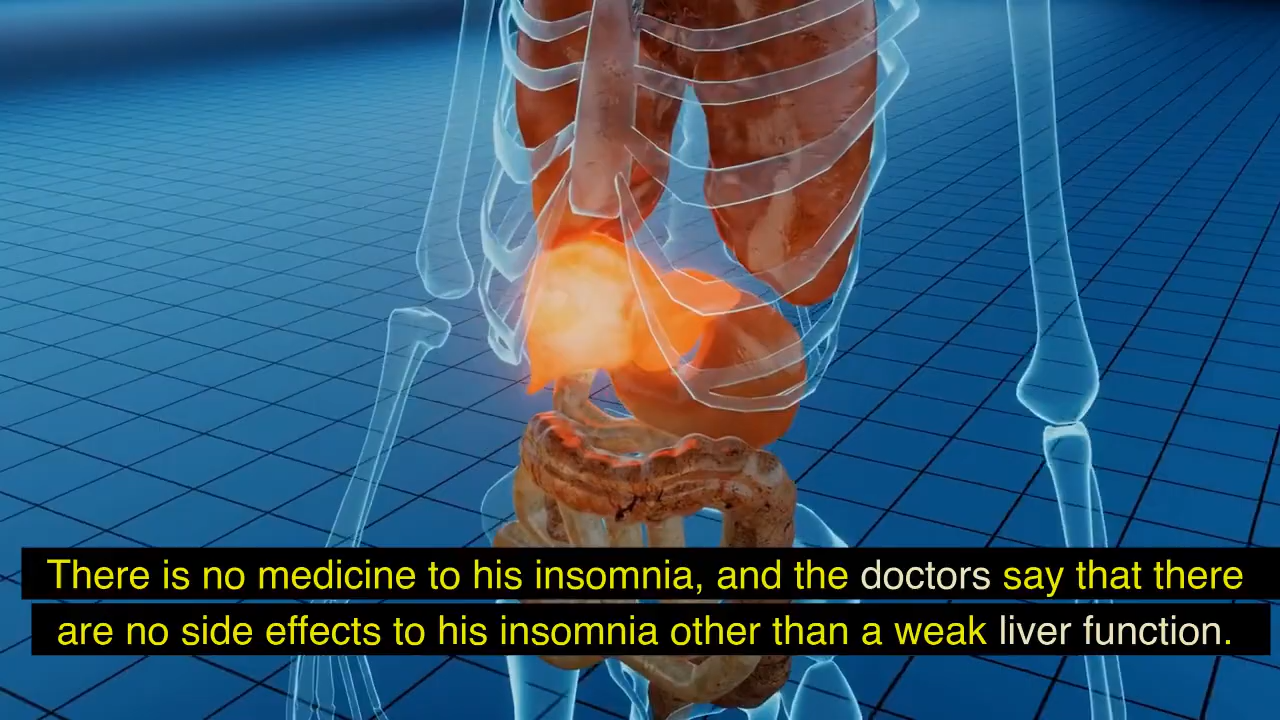 There is no medicine to his insomnia, and the doctors say that there
are no side effects to his insomnia other than a weak liver function.